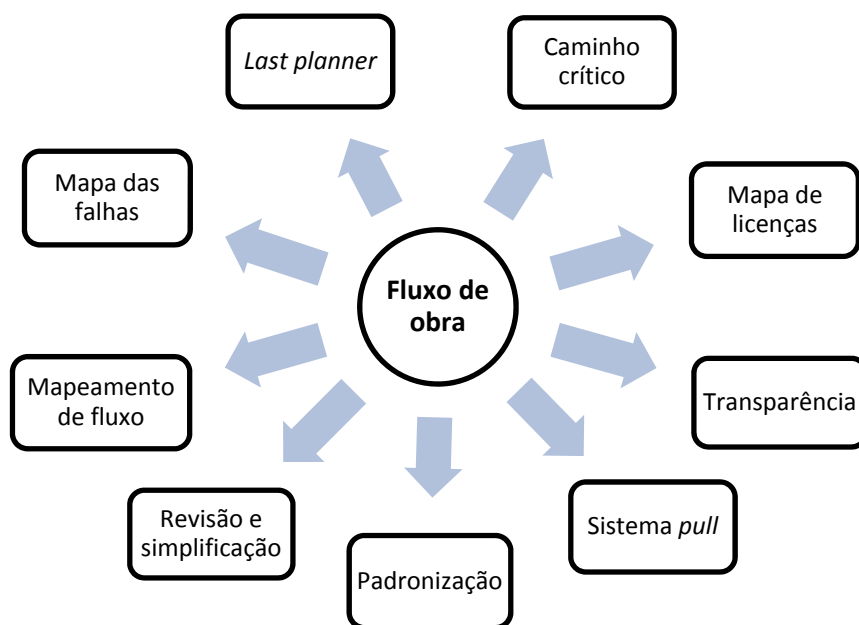 Last planner
Caminho
crítico
Mapa das
falhas
Mapa de
licenças
Fluxo de
obra
Mapeamento
de fluxo
Transparência
Revisão e
simplificação
Sistema pull
Padronização